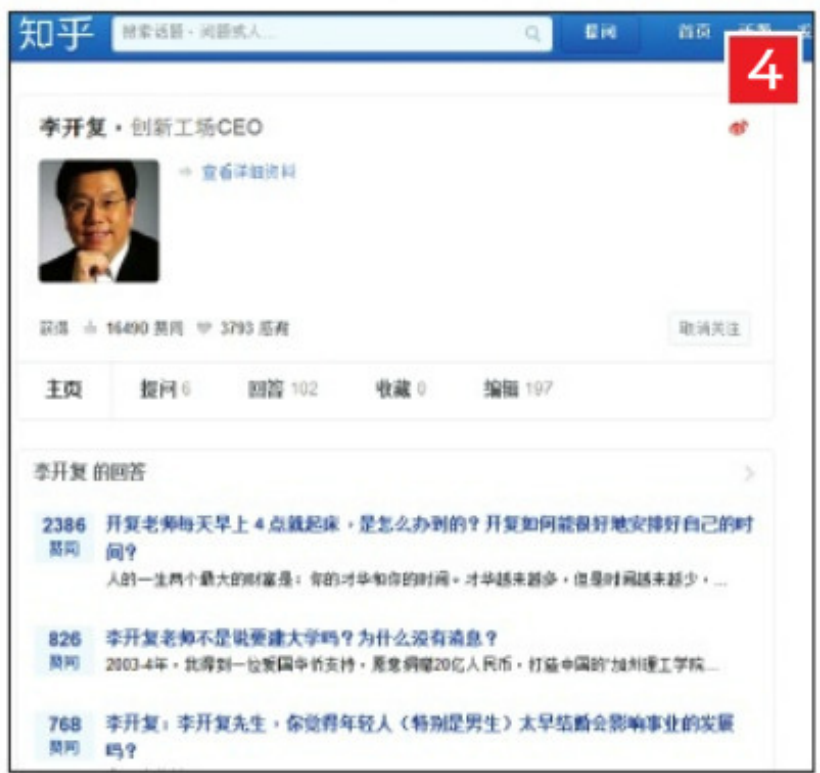 知乎 搜索话题、问题或人... 提问 首页 话题 发
4
李开复・创新工场CEO
查看详细资料
获得 16490 赞同 3793 感谢
取消关注
主页 提问 6 回答 102 收藏 0 编辑 197
李开复 的回答
2386 开复老师每天早上 4 点就起床,是怎么办到的?开复如何能很好地安排好自己的时
赞同 间?
人的一生两个最大的财富是:你的才华和你的时间。才华越来越多,但是时间越来越少,...
826 李开复老师不是说要建大学吗?为什么没有消息?
赞同 2003-4年,我得到一位爱国华侨支持,愿意捐赠20亿人民币,打造中国的“加州理工学院...
768 李开复:李开复先生,你觉得年轻人(特别是男生)太早结婚会影响事业的发展
赞同 吗?